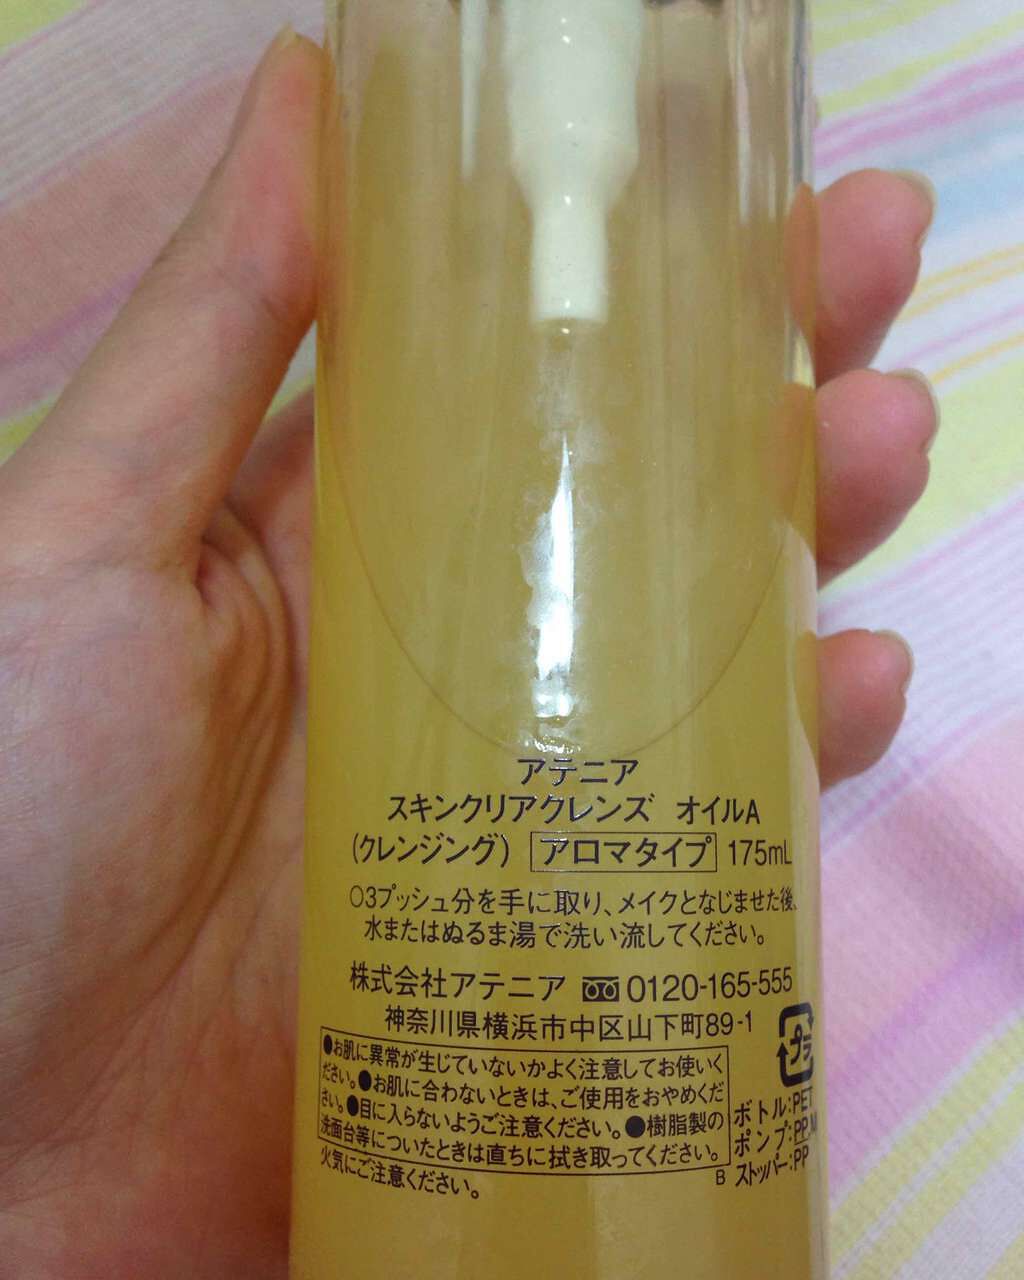 アテニア
スキンクリアクレンズ オイルA
(クレンジング) アロマタイプ 175mL
○3プッシュ分を手に取り、メイクとなじませた後、
水またはぬるま湯で洗い流してください。
株式会社アテニア 0120-165-555
神奈川県横浜市中区山下町89-1
●お肌に異常が生じていないかよく注意してお使いく
ださい。●お肌に合わないときは、ご使用をおやめくだ
さい。●目に入らないようご注意ください。●樹脂製の
洗面台等についたときは直ちに拭き取ってください。
火気にご注意ください。
プラ
ボトル:PET
ポンプ:PP,M
ストッパー:PP
B